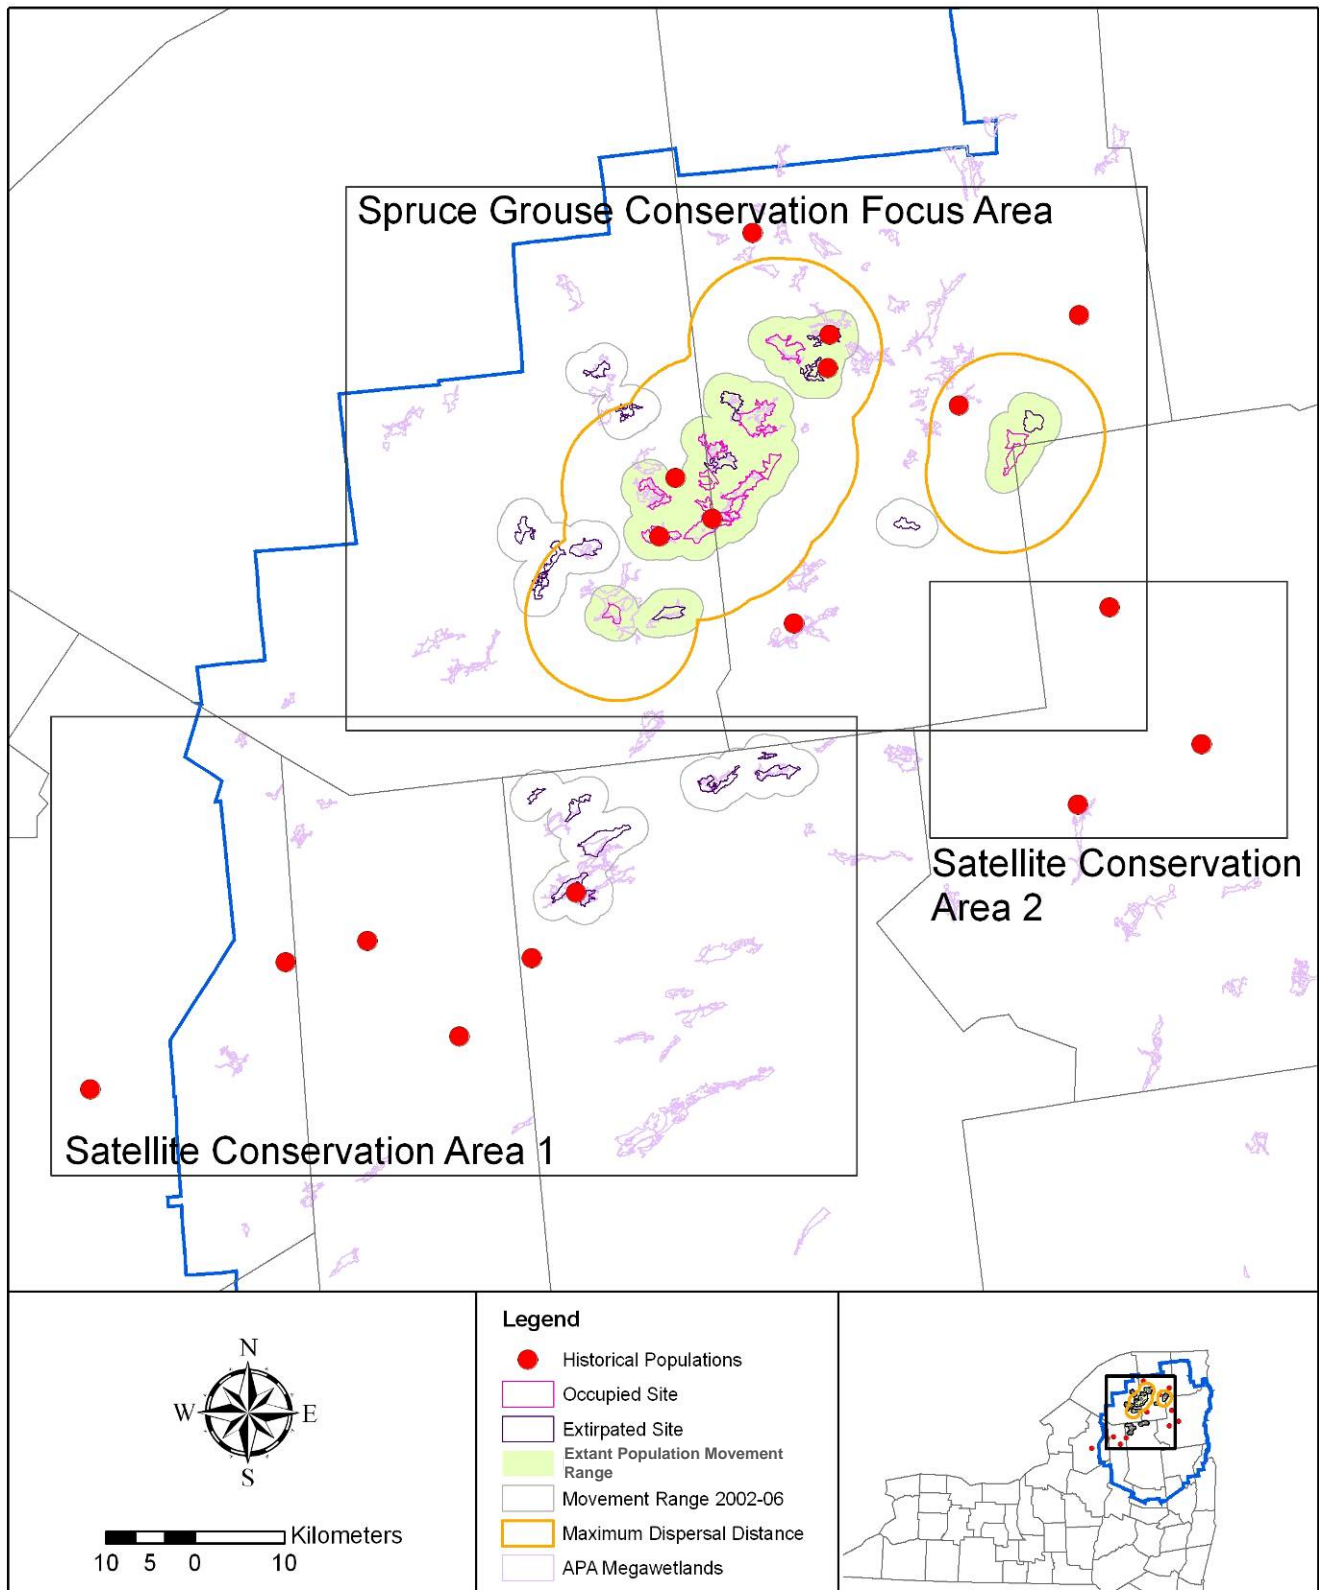 Spruce Grouse Conservation Focus Area
Satellite Conservation
Area 2
Satellite Conservation Area 1
N
W
E
S
Kilometers
10 5 0 10
Legend
Historical Populations
Occupied Site
Extirpated Site
Extant Population Movement
Range
Movement Range 2002-06
Maximum Dispersal Distance
APA Megawetlands